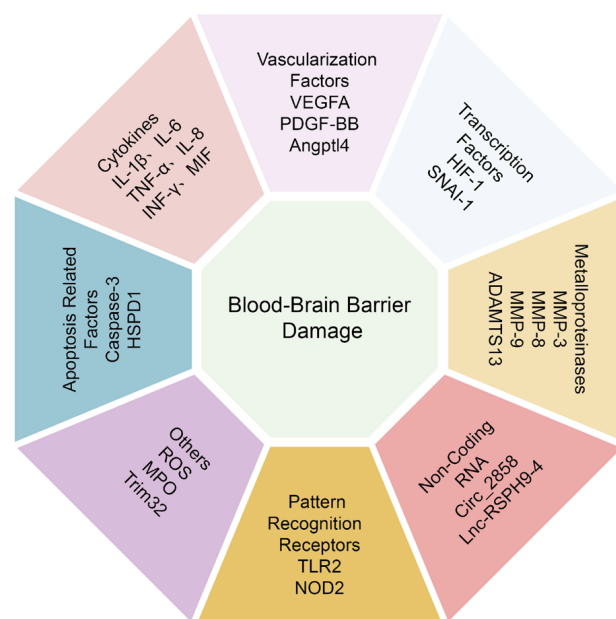 Vascularization
Factors
VEGFA
PDGF-BB
Angptl4
Transcription
Factors
HIF-1
SNAI-1
Metalloproteinases
MMP-3
MMP-8
MMP-9
ADAMTS13
Non-Coding
RNA
Circ_2858
Lnc-RSPH9-4
Pattern
Recognition
Receptors
TLR2
NOD2
Others
ROS
MPO
Trim32
Apoptosis Related
Factors
Caspase-3
HSPD1
Cytokines
IL-1β、IL-6
TNF-α、IL-8
INF-γ、MIF
Blood-Brain Barrier
Damage